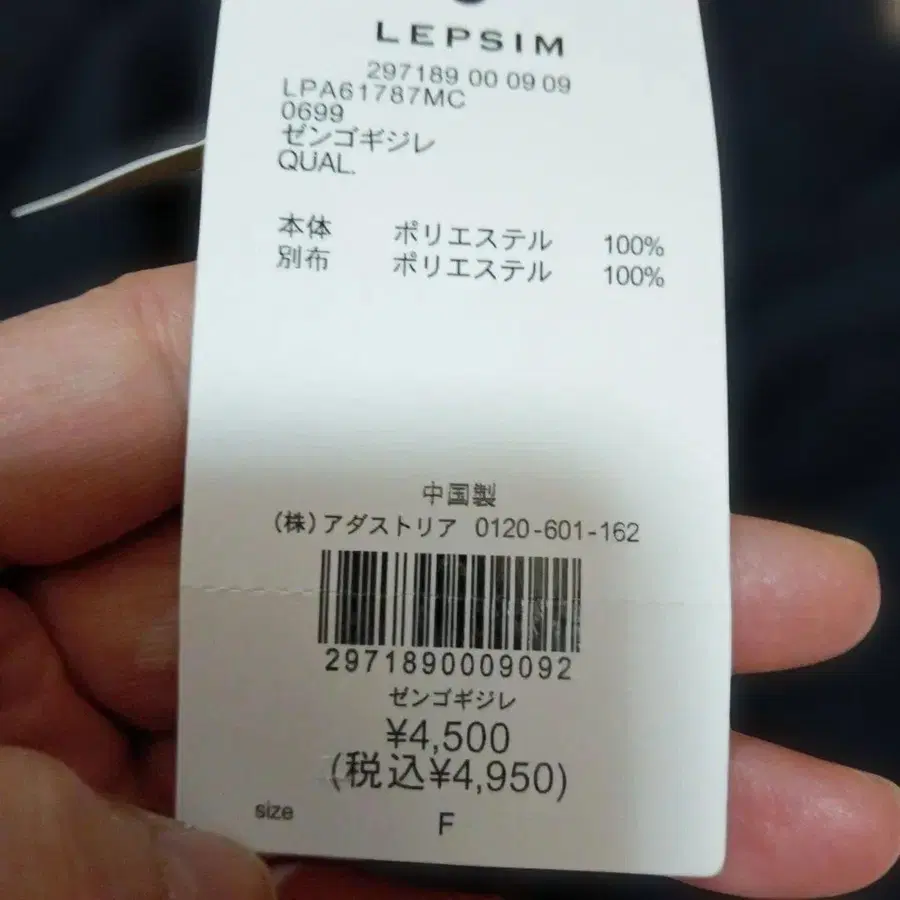 LEPSIM
297189 00 09 09
LPA61787MC
0699
ゼンゴギジレ
QUAL.
本体 ポリエステル 100%
別布 ポリエステル 100%
中国製
(株)アダストリア 0120-601-162
2971890009092
ゼンゴギジレ
¥4,500
(税込¥4,950)
size F